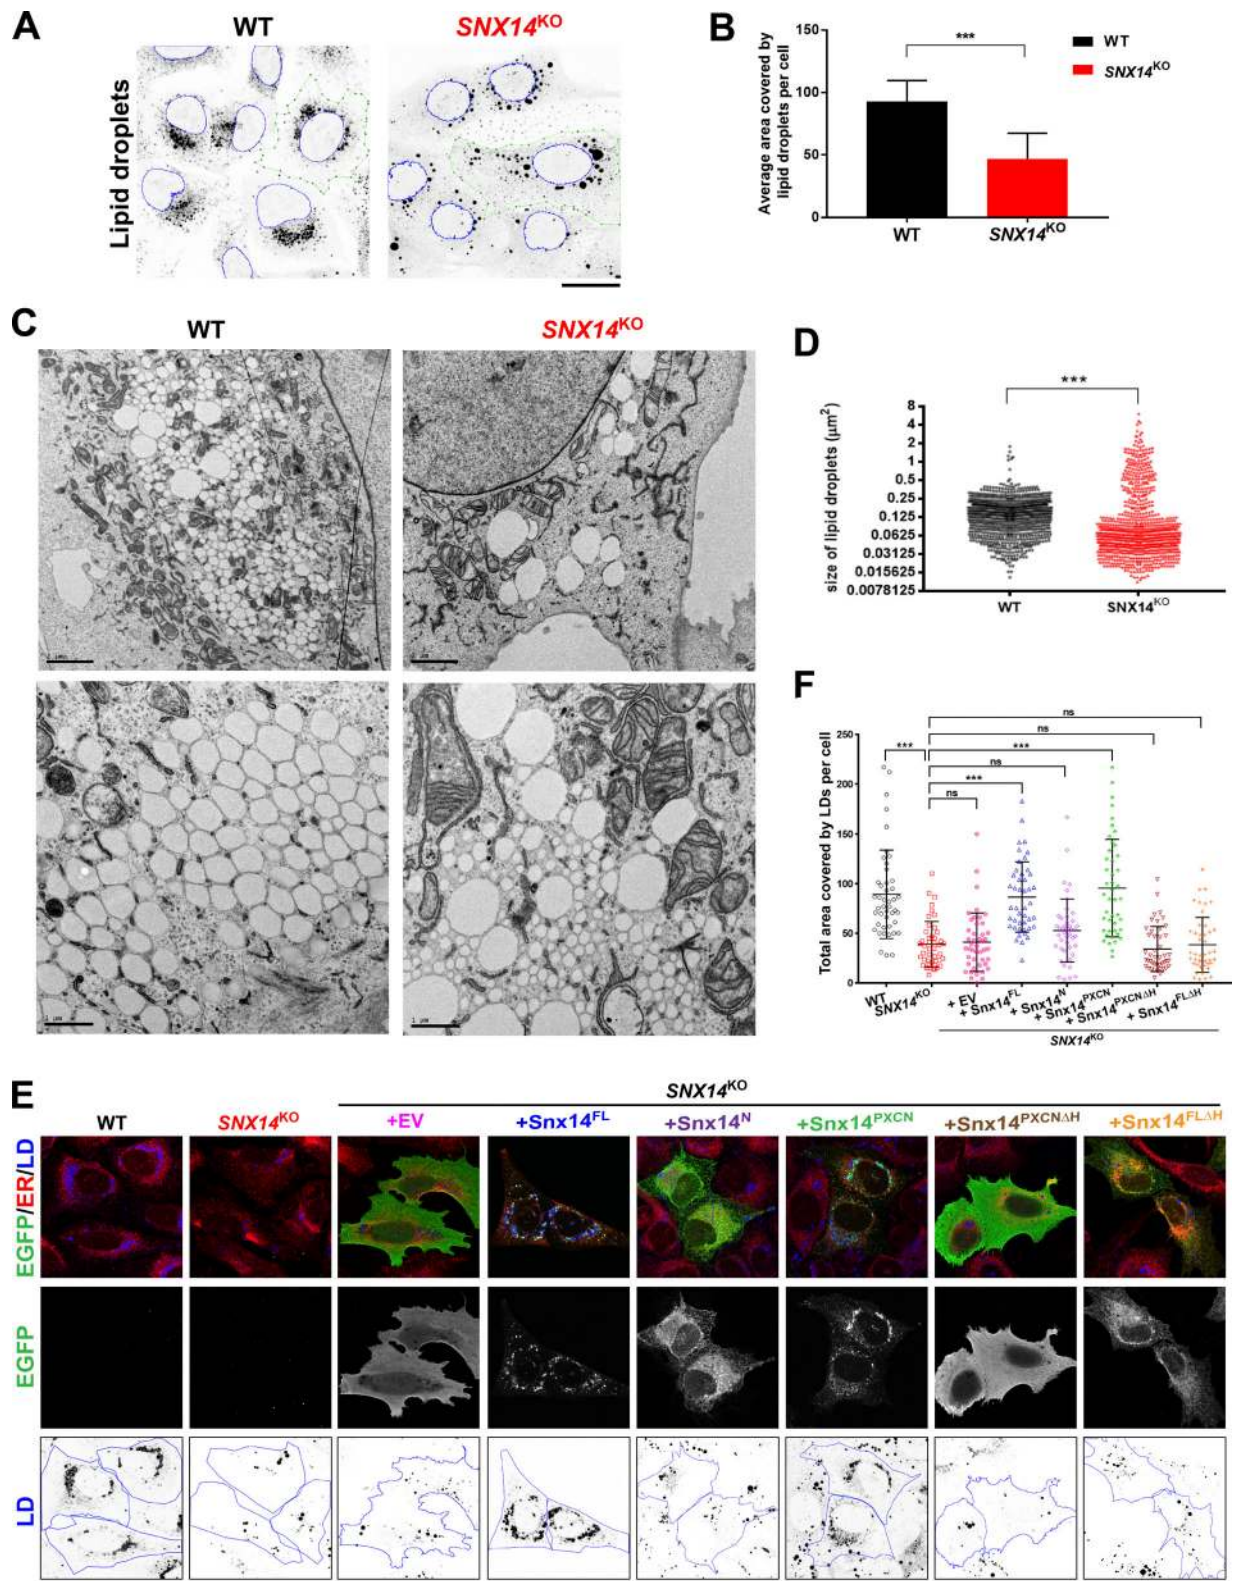 A
WT
SNX14KO
Lipid droplets
B
Average area covered by
lipid droplets per cell
150
100
50
0
***
WT
SNX14KO
WT
SNX14KO
C
WT
SNX14KO
1 µm
1 µm
D
size of lipid droplets (µm2)
8
4
2
1
0.5
0.25
0.125
0.0625
0.03125
0.015625
0.0078125
***
WT
SNX14KO
F
Total area covered by LDs per cell
250
200
150
100
50
0
ns
ns
***
***
ns
***
ns
WT
SNX14KO
+ EV
+ Snx14FL
+ Snx14N
+ Snx14PXCN
+ Snx14PXCNΔH
+ Snx14FLΔH
SNX14KO
E
SNX14KO
WT
SNX14KO
+EV
+Snx14FL
+Snx14N
+Snx14PXCN
+Snx14PXCNΔH
+Snx14FLΔH
EGFP/ER/LD
EGFP
LD